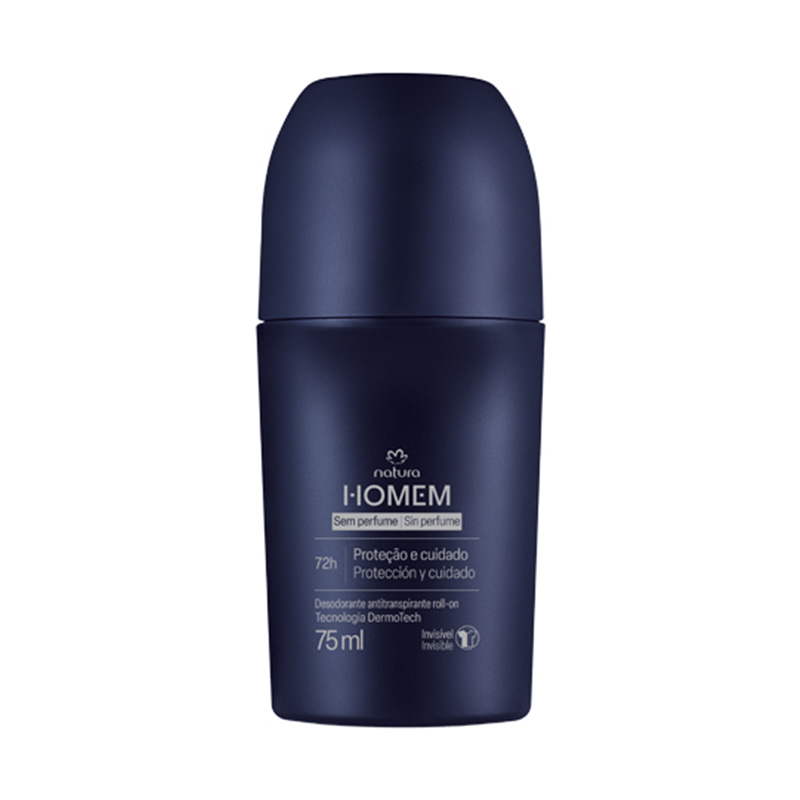 natura
HOMEM
Sem perfume | Sin perfume
72h
Proteção e cuidado
Protección y cuidado
Desodorante antitranspirante roll-on
Tecnologia DermoTech
75 ml
Invisível
Invisible